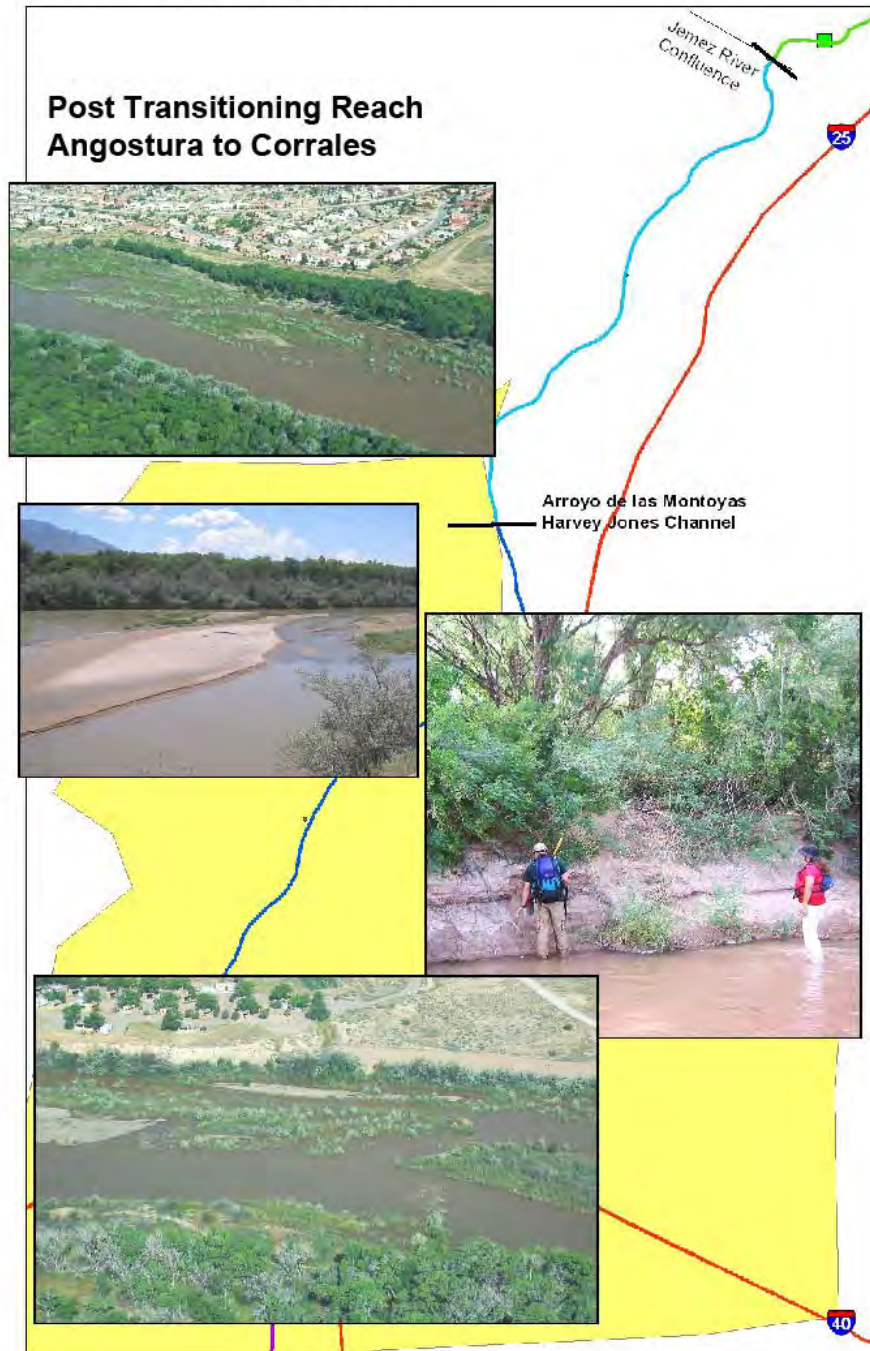 Jemez River
Confluence
25
Post Transitioning Reach
Angostura to Corrales
Arroyo de las Montoyas
Harvey Jones Channel
40